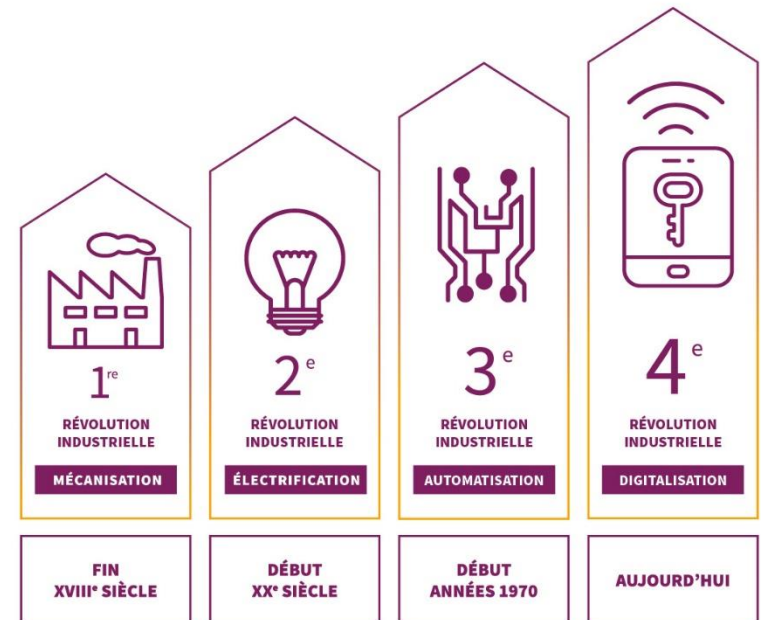 1re
RÉVOLUTION
INDUSTRIELLE
MÉCANISATION
FIN
XVIIIe SIÈCLE
2e
RÉVOLUTION
INDUSTRIELLE
ÉLECTRIFICATION
DÉBUT
XXe SIÈCLE
3e
RÉVOLUTION
INDUSTRIELLE
AUTOMATISATION
DÉBUT
ANNÉES 1970
4e
RÉVOLUTION
INDUSTRIELLE
DIGITALISATION
AUJOURD'HUI